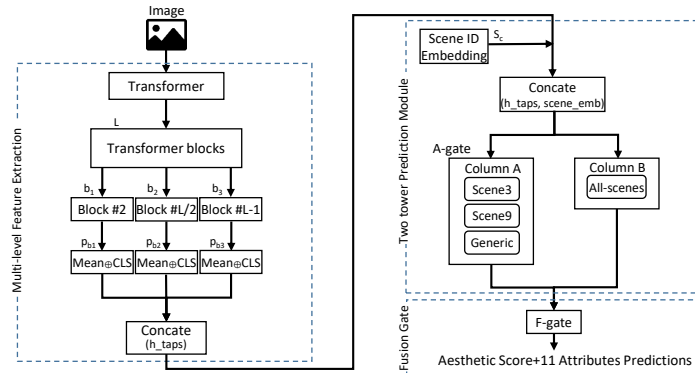 Image
Transformer
L
Transformer blocks
b1 b2 b3
Block #2 Block #L/2 Block #L-1
pb1 pb2 pb3
Mean⊕CLS Mean⊕CLS Mean⊕CLS
Concate
(h_taps)
Multi-level Feature Extraction
Scene ID
Embedding
Sc
Concate
(h_taps, scene_emb)
A-gate
Column A
Scene3
Scene9
Generic
Column B
All-scenes
Two tower Prediction Module
F-gate
Fusion Gate
Aesthetic Score+11 Attributes Predictions